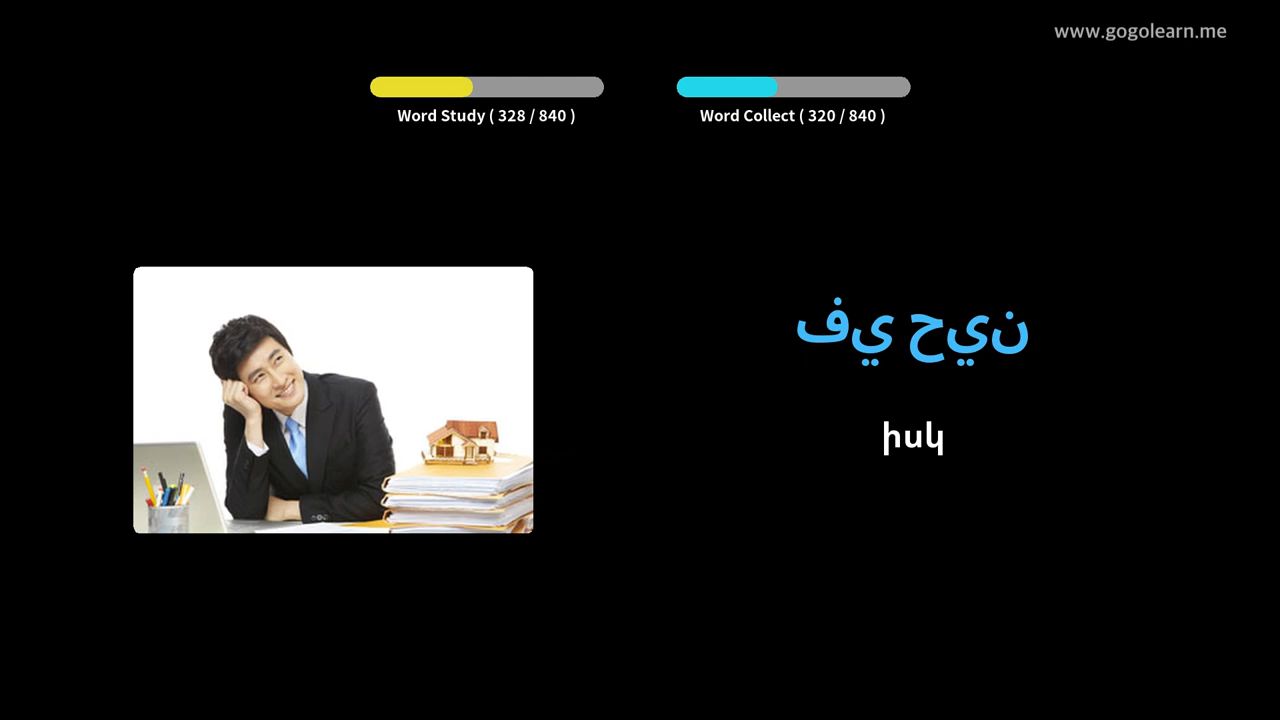 www.gogolearn.me
Word Study ( 328 / 840 )
Word Collect ( 320 / 840 )
في حين
իսկ